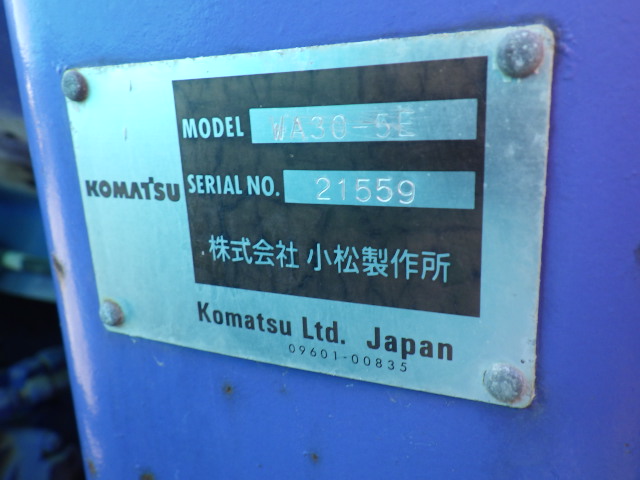 MODEL WA30-5E
KOMATSU
SERIAL NO. 21559
株式会社 小松製作所
Komatsu Ltd. Japan
09601-00835